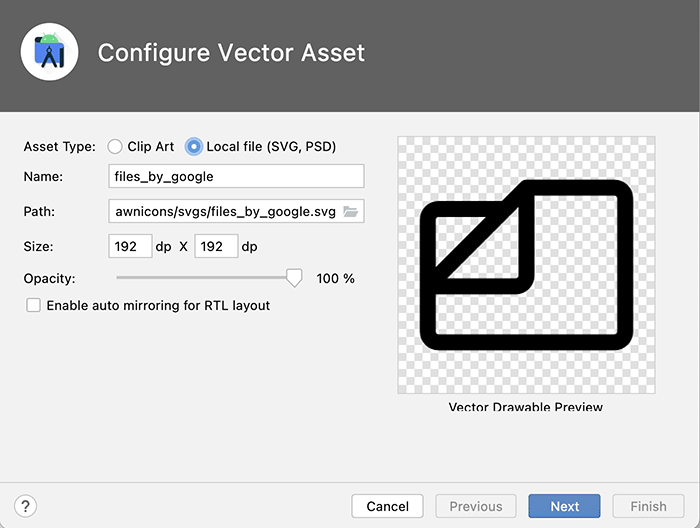 Configure Vector Asset
Asset Type: Clip Art Local file (SVG, PSD)
Name: files_by_google
Path: awnicons/svgs/files_by_google.svg
Size: 192 dp X 192 dp
Opacity: 100 %
Enable auto mirroring for RTL layout
Vector Drawable Preview
? Cancel Previous Next Finish